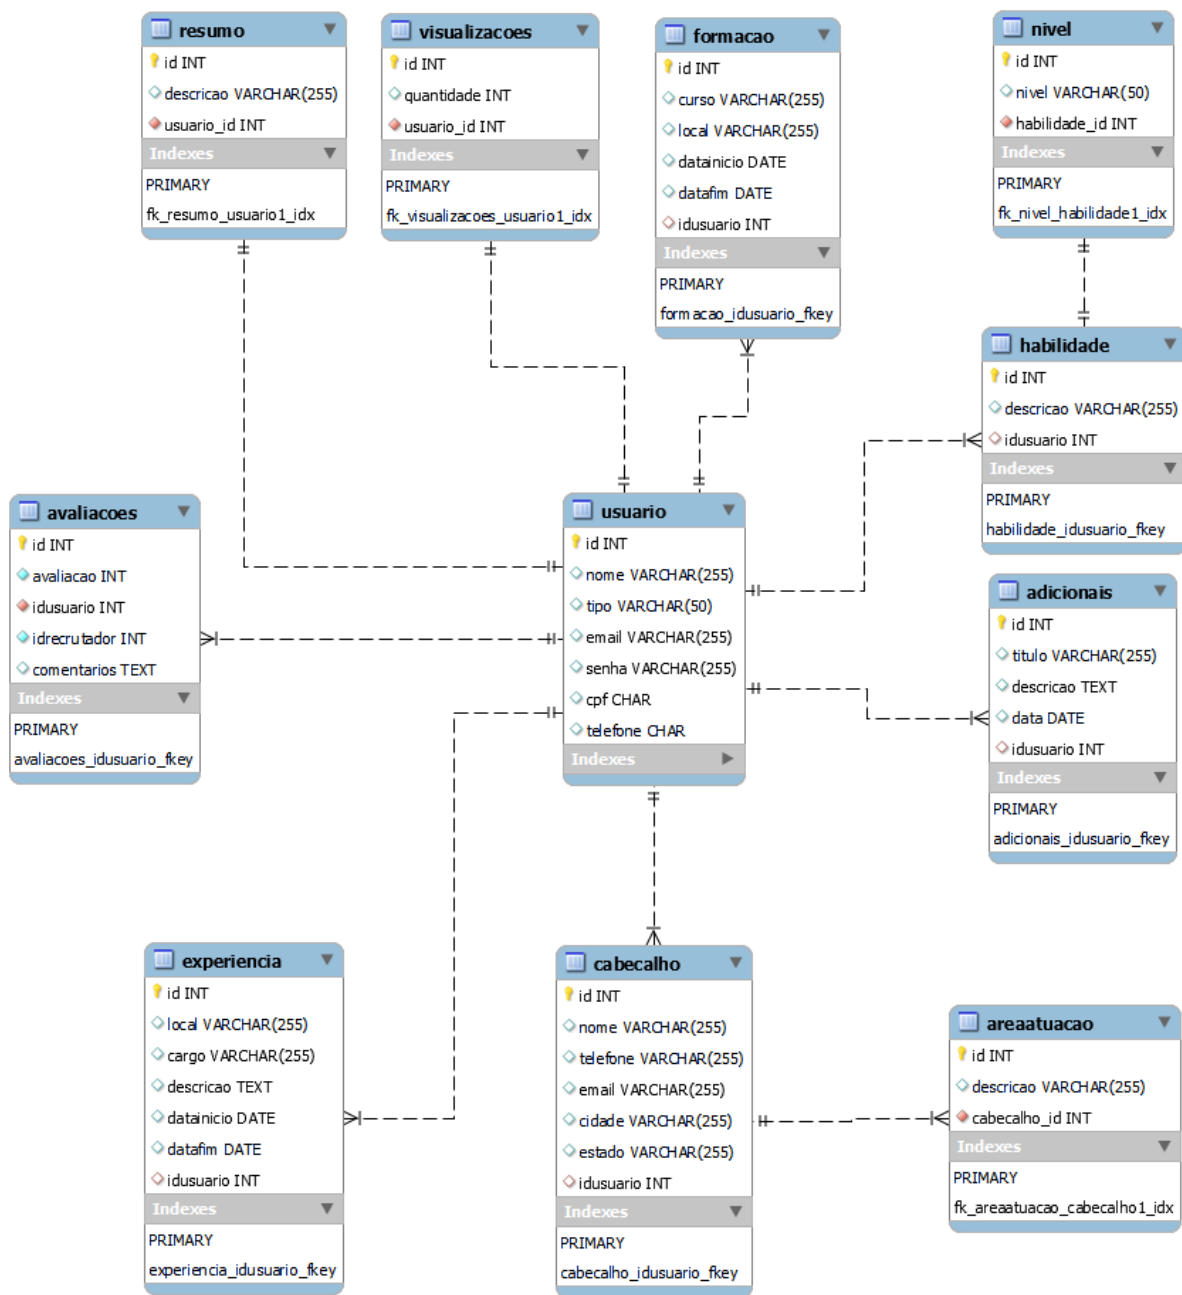 resumo
id INT
descricao VARCHAR(255)
usuario_id INT
Indexes
PRIMARY
fk_resumo_usuario1_idx
visualizacoes
id INT
quantidade INT
usuario_id INT
Indexes
PRIMARY
fk_visualizacoes_usuario1_idx
formacao
id INT
curso VARCHAR(255)
local VARCHAR(255)
datainicio DATE
datafim DATE
idusuario INT
Indexes
PRIMARY
formacao_idusuario_fkey
nivel
id INT
nivel VARCHAR(50)
habilidade_id INT
Indexes
PRIMARY
fk_nivel_habilidade1_idx
habilidade
id INT
descricao VARCHAR(255)
idusuario INT
Indexes
PRIMARY
habilidade_idusuario_fkey
avaliacoes
id INT
avaliacao INT
idusuario INT
idrecrutador INT
comentarios TEXT
Indexes
PRIMARY
avaliacoes_idusuario_fkey
usuario
id INT
nome VARCHAR(255)
tipo VARCHAR(50)
email VARCHAR(255)
senha VARCHAR(255)
cpf CHAR
telefone CHAR
Indexes
adicionais
id INT
titulo VARCHAR(255)
descricao TEXT
data DATE
idusuario INT
Indexes
PRIMARY
adicionais_idusuario_fkey
experiencia
id INT
local VARCHAR(255)
cargo VARCHAR(255)
descricao TEXT
datainicio DATE
datafim DATE
idusuario INT
Indexes
PRIMARY
experiencia_idusuario_fkey
cabecalho
id INT
nome VARCHAR(255)
telefone VARCHAR(255)
email VARCHAR(255)
cidade VARCHAR(255)
estado VARCHAR(255)
idusuario INT
Indexes
PRIMARY
cabecalho_idusuario_fkey
areaatuacao
id INT
descricao VARCHAR(255)
cabecalho_id INT
Indexes
PRIMARY
fk_areaatuacao_cabecalho1_idx